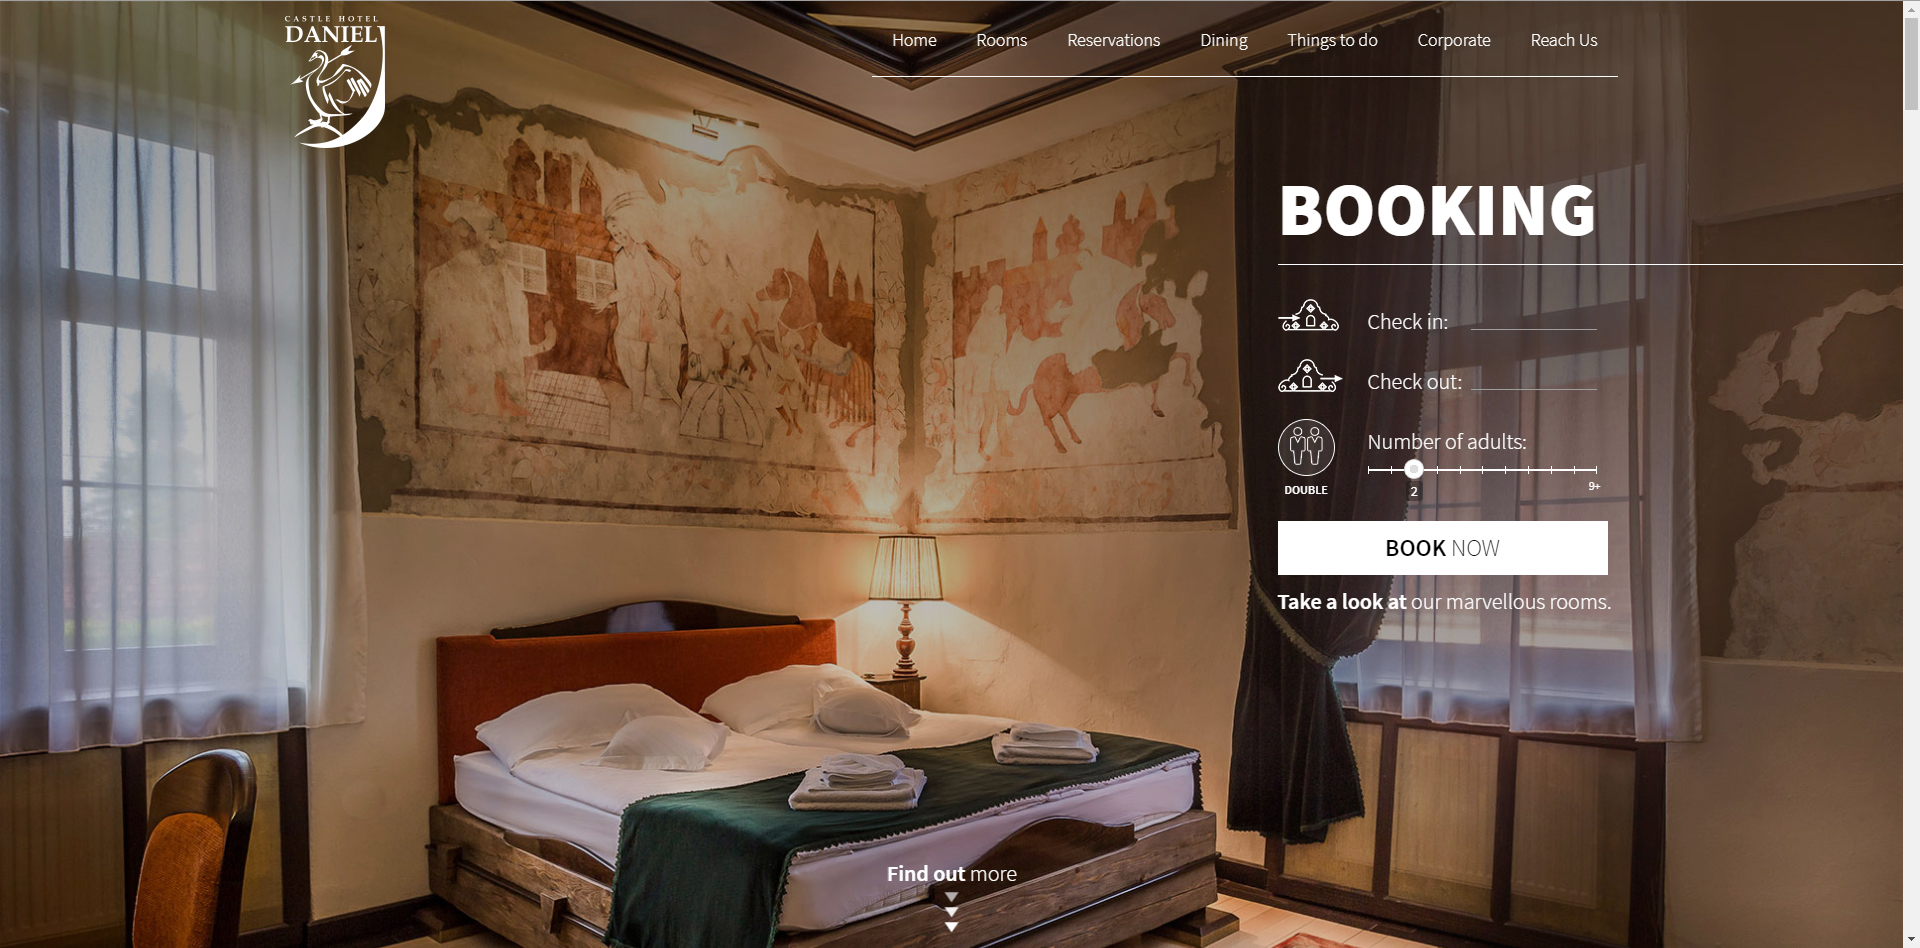 CASTLE HOTEL
DANIEL
Home Rooms Reservations Dining Things to do Corporate Reach Us
BOOKING
Check in:
Check out:
Number of adults:
2 9+
DOUBLE
BOOK NOW
Take a look at our marvellous rooms.
Find out more